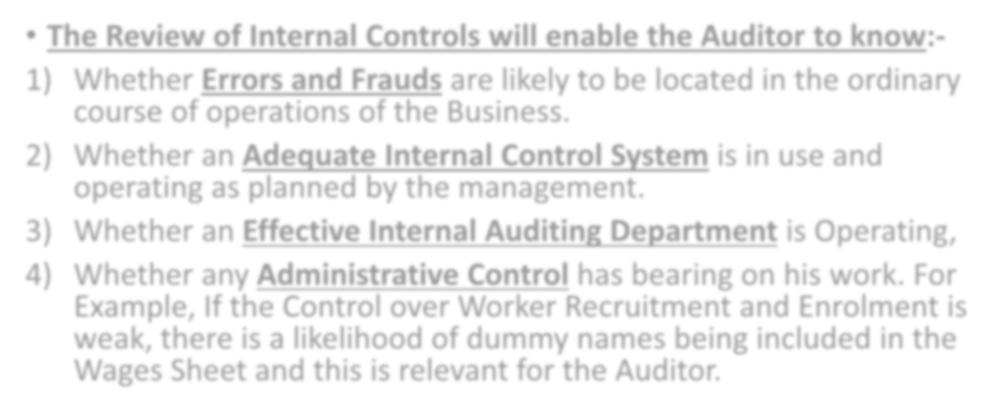 • The Review of Internal Controls will enable the Auditor to know:-
1) Whether Errors and Frauds are likely to be located in the ordinary
course of operations of the Business.
2) Whether an Adequate Internal Control System is in use and
operating as planned by the management.
3) Whether an Effective Internal Auditing Department is Operating,
4) Whether any Administrative Control has bearing on his work. For
Example, If the Control over Worker Recruitment and Enrolment is
weak, there is a likelihood of dummy names being included in the
Wages Sheet and this is relevant for the Auditor.